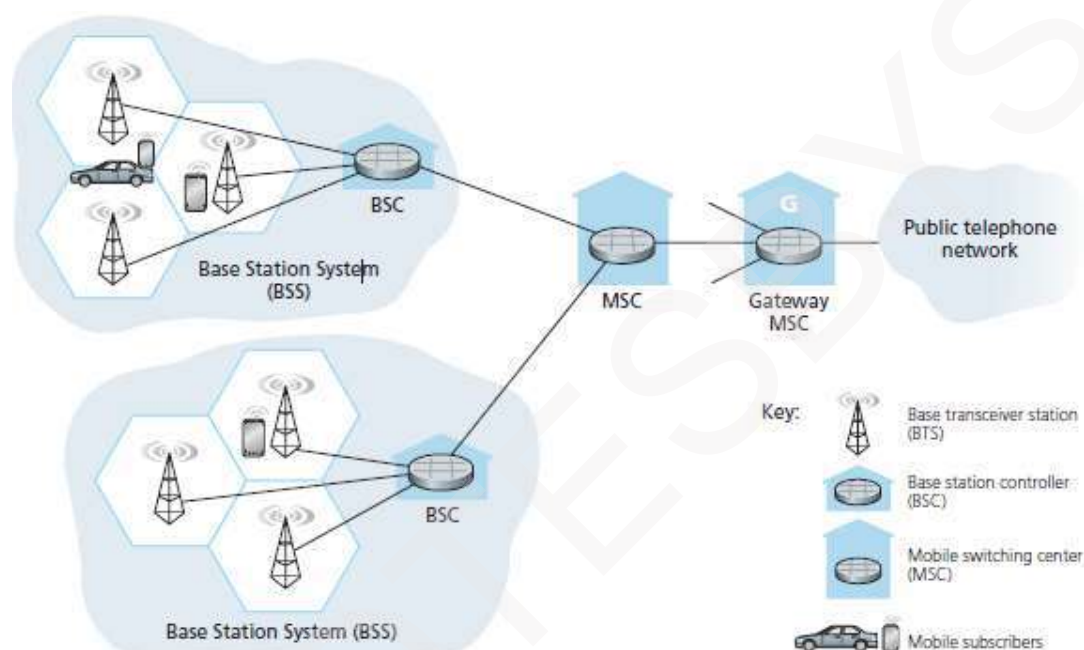 BSC
Base Station System
(BSS)
MSC
G
Gateway
MSC
Public telephone
network
BSC
Base Station System (BSS)
Key:
Base transceiver station
(BTS)
Base station controller
(BSC)
Mobile switching center
(MSC)
Mobile subscribers